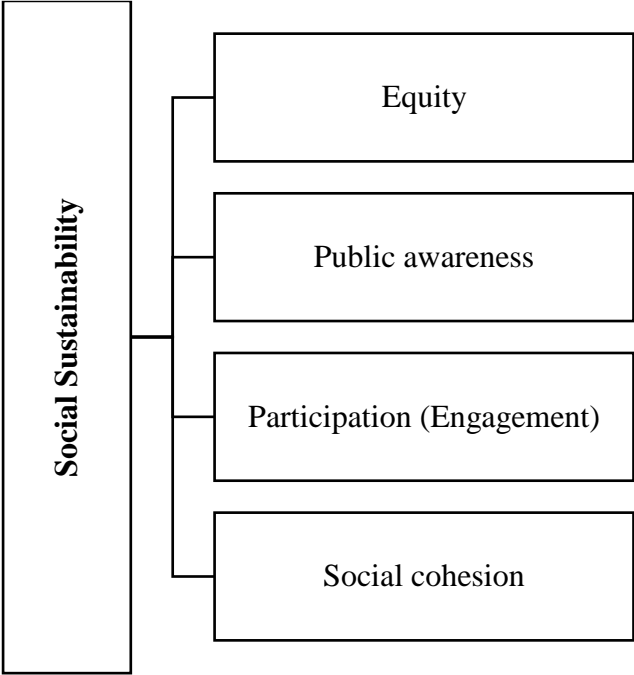 Social Sustainability
Equity
Public awareness
Participation (Engagement)
Social cohesion